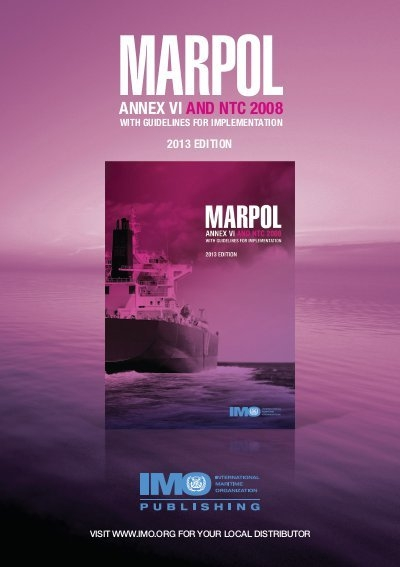 MARPOL
ANNEX VI AND NTC 2008
WITH GUIDELINES FOR IMPLEMENTATION
2013 EDITION
MARPOL
ANNEX VI AND NTC 2008
WITH GUIDELINES FOR IMPLEMENTATION
2013 EDITION
IMO
IMO
INTERNATIONAL
MARITIME
ORGANIZATION
PUBLISHING
VISIT WWW.IMO.ORG FOR YOUR LOCAL DISTRIBUTOR